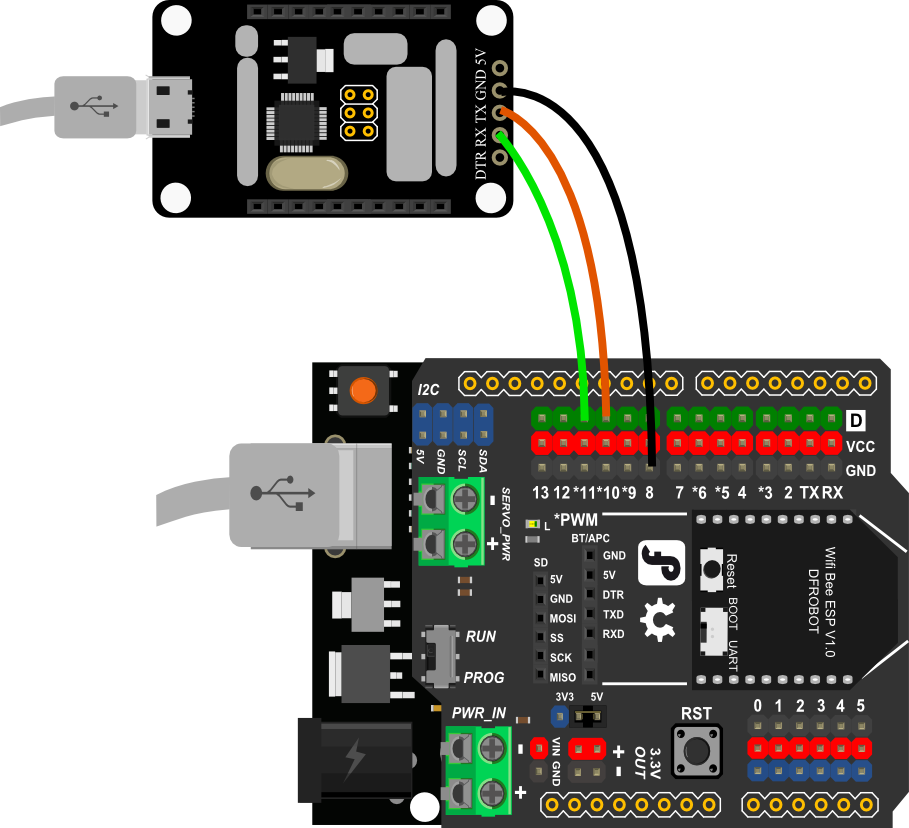 DTR RX TX GND 5V
I2C
5V
GND
SCL
SDA
D
VCC
GND
13 12 *11 *10 *9 8 7 *6 *5 4 *3 2 TX RX
SERVO_PWR
-
+
L
*PWM
BT/APC
SD
GND
5V
DTR
TXD
RXD
5V
GND
MOSI
SS
SCK
MISO
Reset
BOOT UART
Wifi Bee ESP V1.0
DFROBOT
RUN
PROG
PWR_IN
-
+
3V3 5V
VIN
GND
+
-
3.3V
OUT
RST
0 1 2 3 4 5